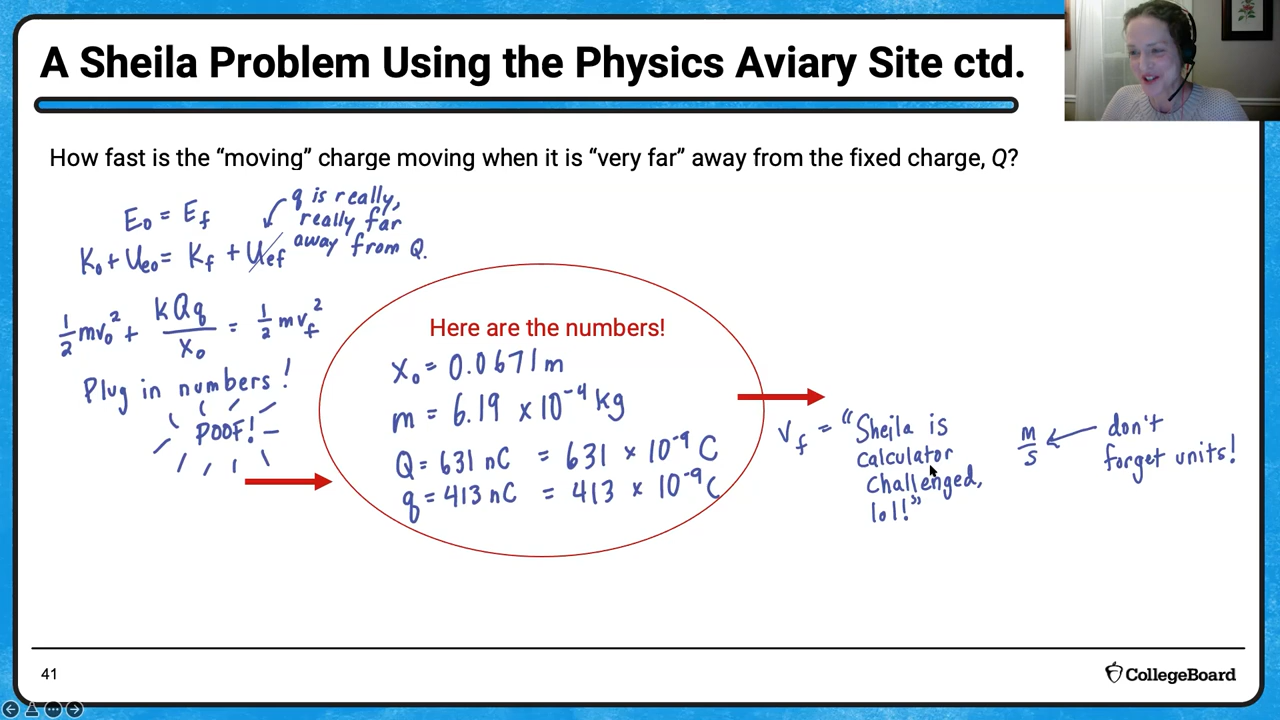 A Sheila Problem Using the Physics Aviary Site ctd.
How fast is the “moving” charge moving when it is “very far” away from the fixed charge, Q?
E₀ = E_f
q is really,
really far
away from Q.
K₀ + U_e₀ = K_f + U_ef
½mv₀² + kQq/x₀ = ½mv_f²
Plug in numbers!
POOF!
Here are the numbers!
x₀ = 0.0671 m
m = 6.19 × 10⁻⁴ kg
Q = 631 nC = 631 × 10⁻⁹ C
q = 413 nC = 413 × 10⁻⁹ C
v_f = “Sheila is
calculator
challenged,
lol!”
m/s
don't
forget units!
41
CollegeBoard